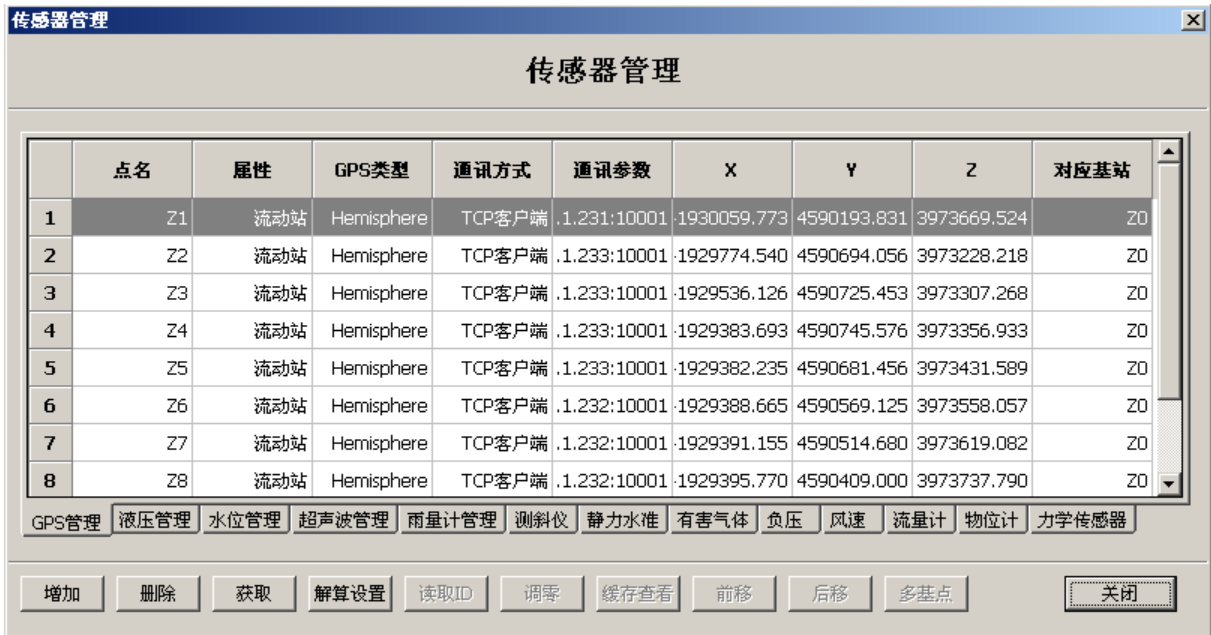 传感器管理
传感器管理
点名 属性 GPS类型 通讯方式 通讯参数 X Y Z 对应基站
1 Z1 流动站 Hemisphere TCP客户端 .1.231:10001 -1930059.773 4590193.831 3973669.524 Z0
2 Z2 流动站 Hemisphere TCP客户端 .1.233:10001 -1929774.540 4590694.056 3973228.218 Z0
3 Z3 流动站 Hemisphere TCP客户端 .1.233:10001 -1929536.126 4590725.453 3973307.268 Z0
4 Z4 流动站 Hemisphere TCP客户端 .1.233:10001 -1929383.693 4590745.576 3973356.933 Z0
5 Z5 流动站 Hemisphere TCP客户端 .1.233:10001 -1929382.235 4590681.456 3973431.589 Z0
6 Z6 流动站 Hemisphere TCP客户端 .1.232:10001 -1929388.665 4590569.125 3973558.057 Z0
7 Z7 流动站 Hemisphere TCP客户端 .1.232:10001 -1929391.155 4590514.680 3973619.082 Z0
8 Z8 流动站 Hemisphere TCP客户端 .1.232:10001 -1929395.770 4590409.000 3973737.790 Z0
GPS管理 液压管理 水位管理 超声波管理 雨量计管理 测斜仪 静力水准 有害气体 负压 风速 流量计 物位计 力学传感器
增加 删除 获取 解算设置 读取ID 调零 缓存查看 前移 后移 多基点 关闭